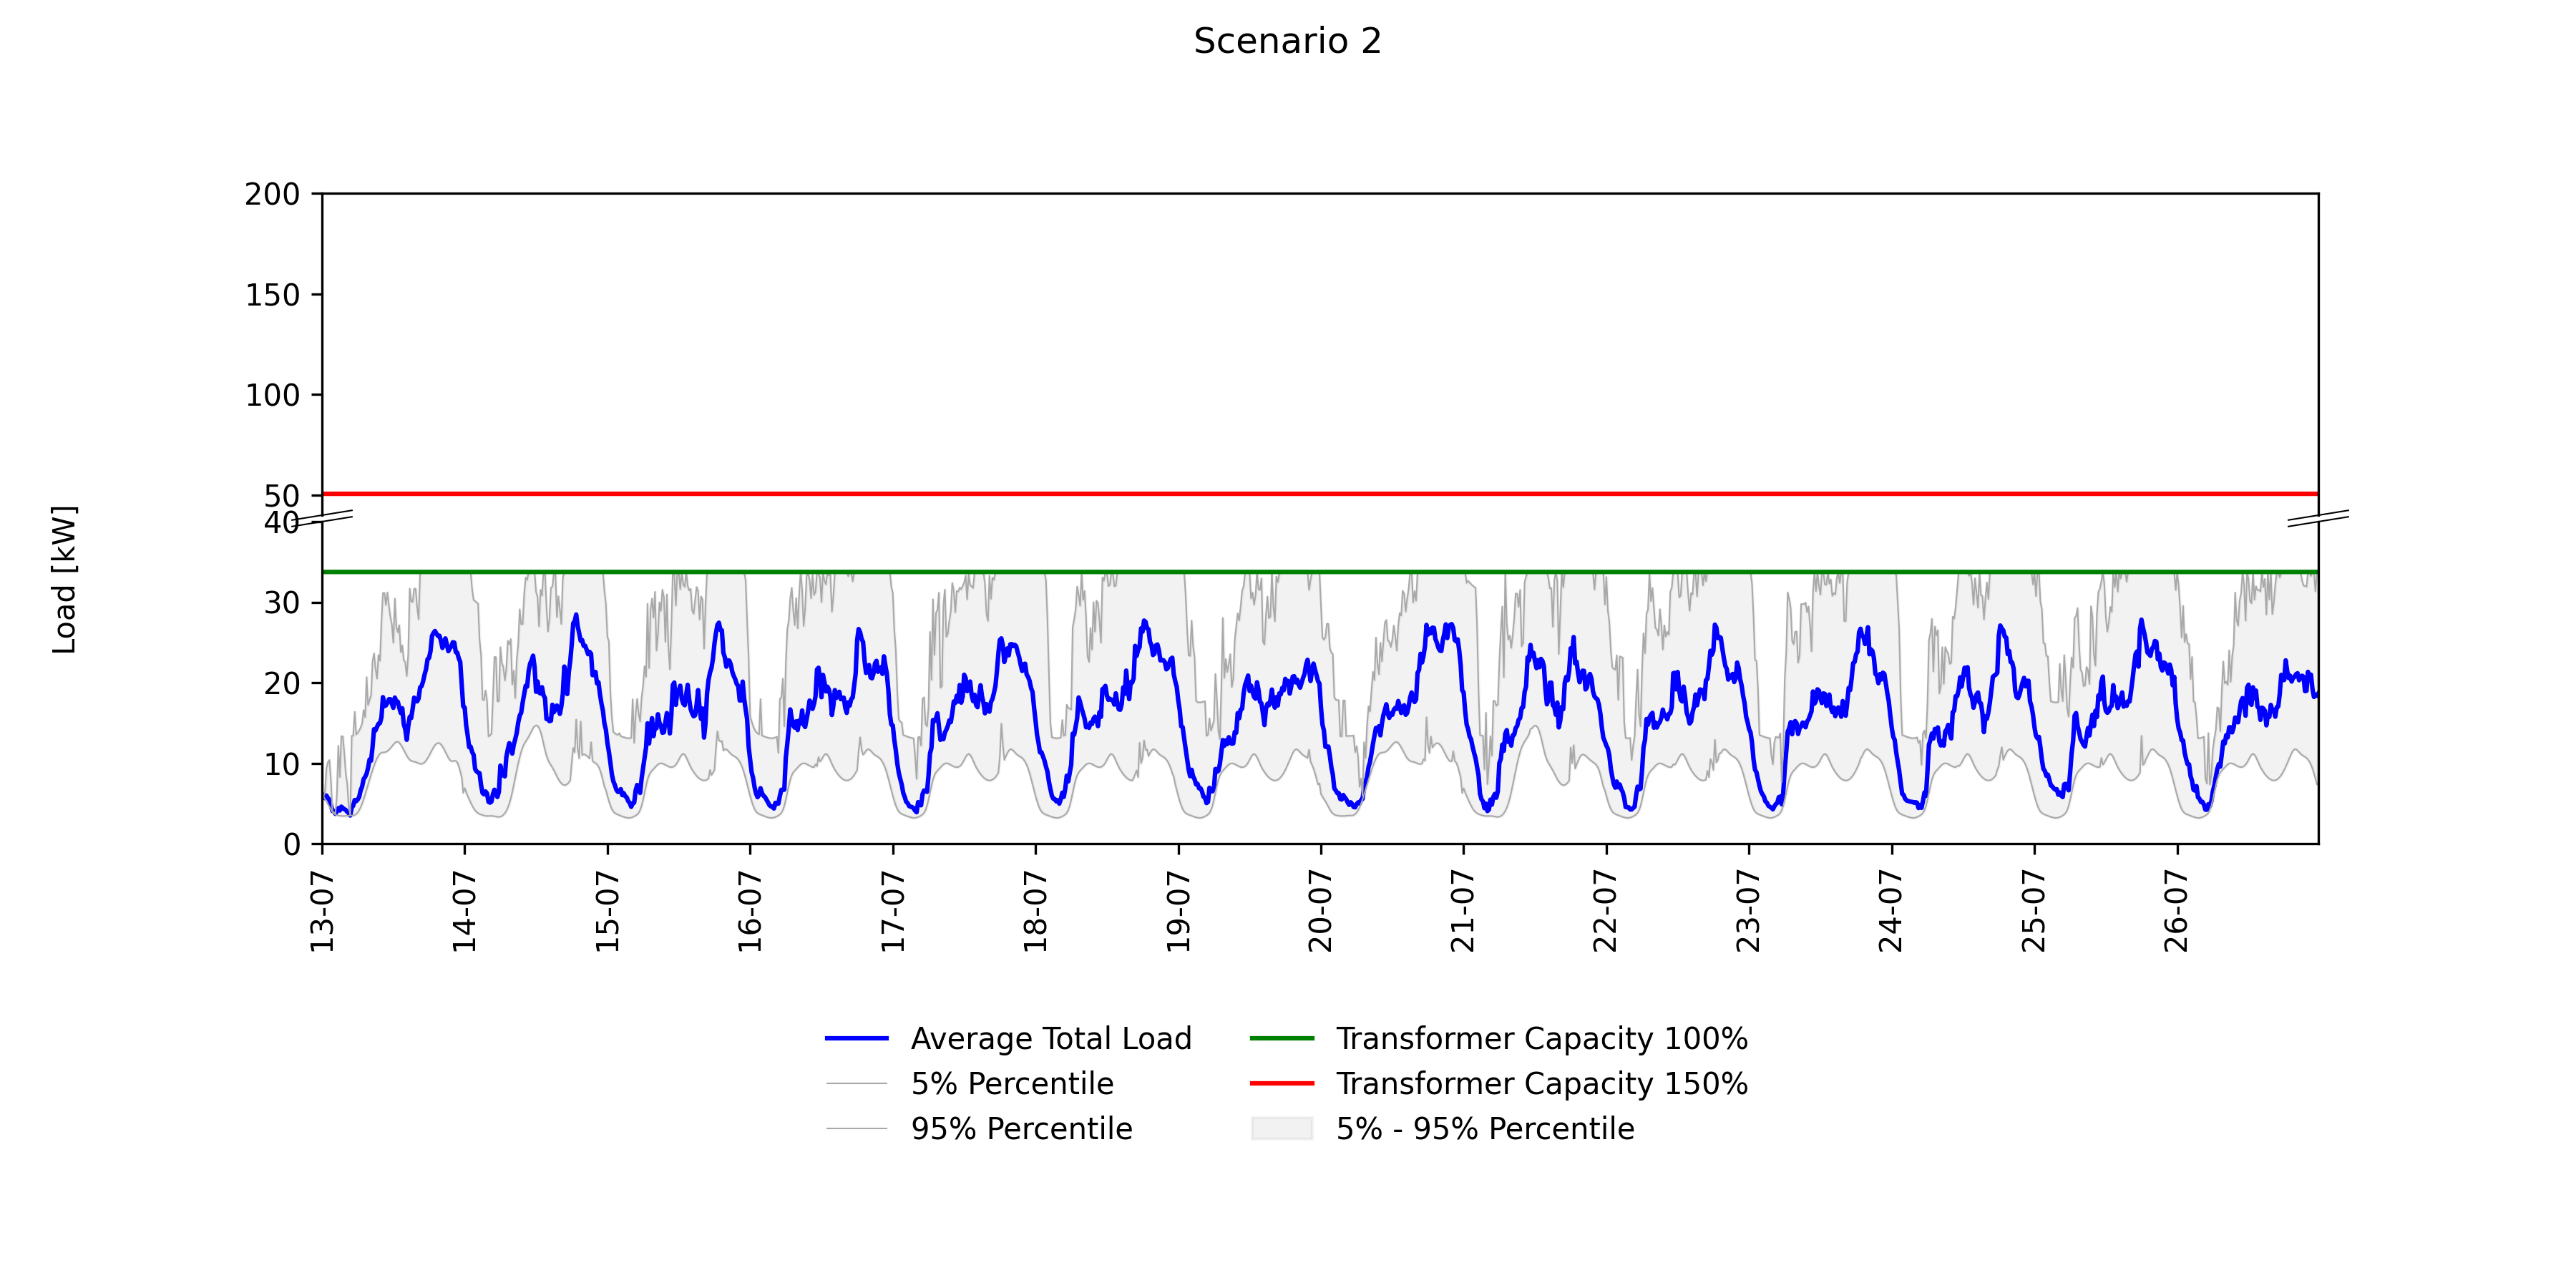 Scenario 2
200
150
100
50
40
30
20
10
0
Load [kW]
13-07
14-07
15-07
16-07
17-07
18-07
19-07
20-07
21-07
22-07
23-07
24-07
25-07
26-07
Average Total Load
5% Percentile
95% Percentile
Transformer Capacity 100%
Transformer Capacity 150%
5% - 95% Percentile